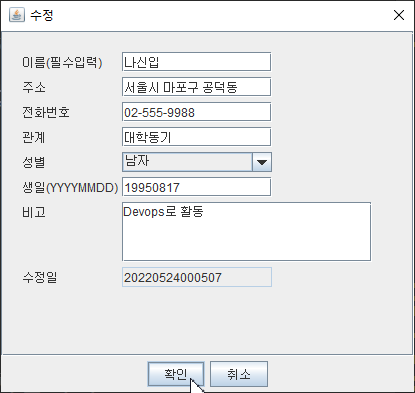 수정
이름(필수입력) 나신입
주소 서울시 마포구 공덕동
전화번호 02-555-9988
관계 대학동기
성별 남자
생일(YYYYMMDD) 19950817
비고 Devops로 활동
수정일 20220524000507
확인 취소